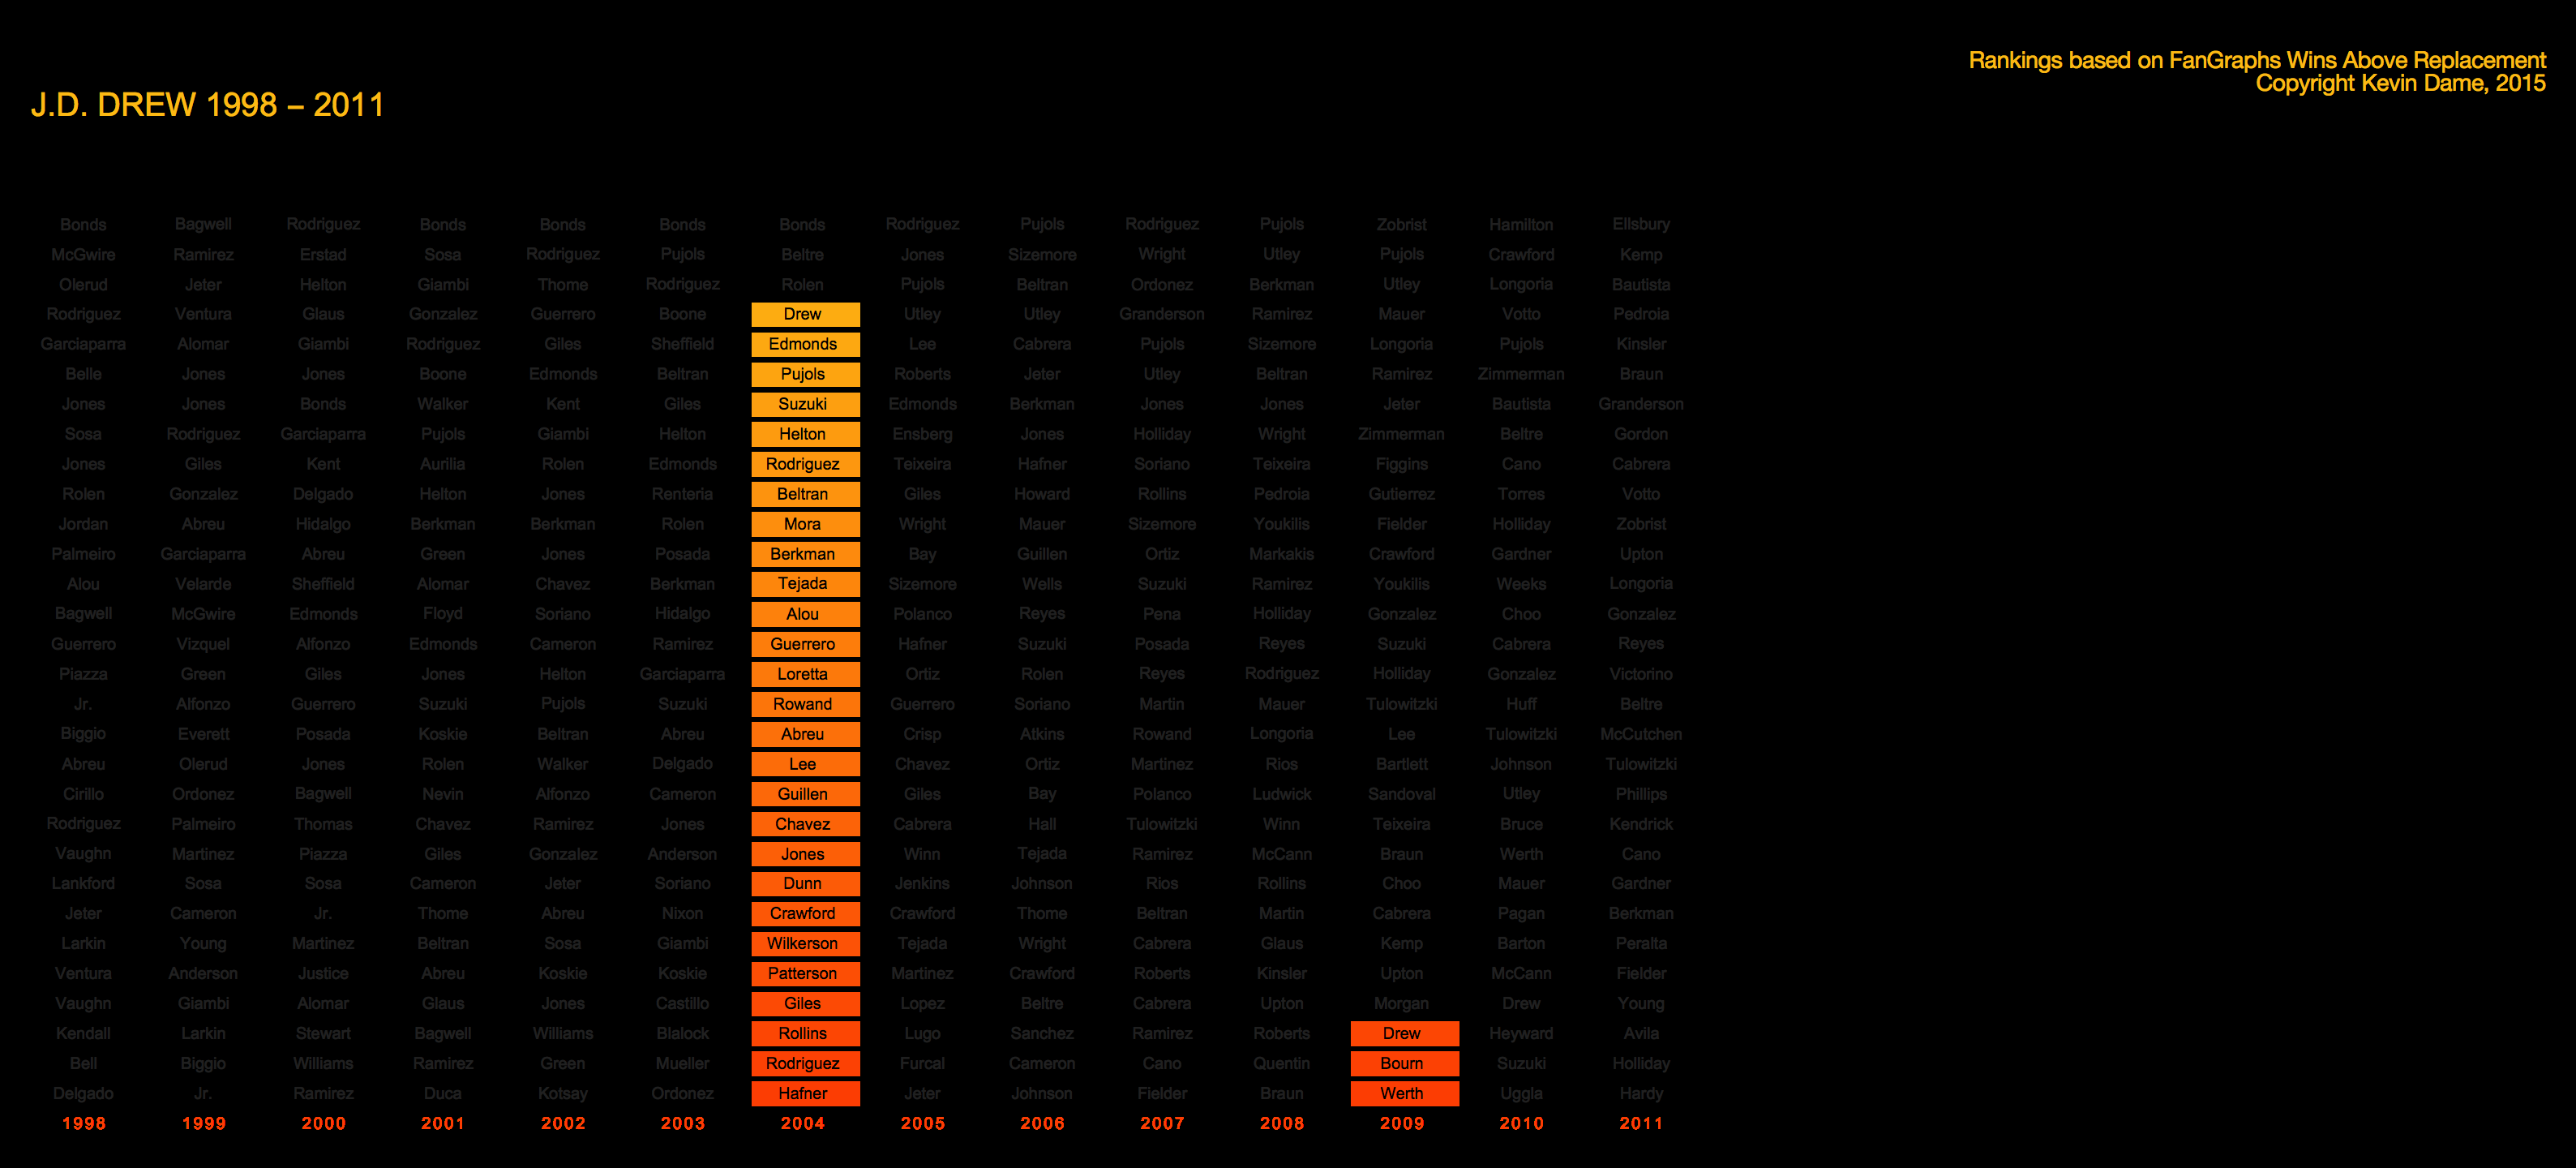 Rankings based on FanGraphs Wins Above Replacement
Copyright Kevin Dame, 2015
J.D. DREW 1998 – 2011
Bonds Bagwell Rodriguez Bonds Bonds Bonds Bonds Rodriguez Pujols Rodriguez Pujols Zobrist Hamilton Ellsbury
McGwire Ramirez Erstad Sosa Rodriguez Pujols Beltre Jones Sizemore Wright Utley Pujols Crawford Kemp
Olerud Jeter Helton Giambi Thome Rodriguez Rolen Pujols Beltran Ordonez Berkman Utley Longoria Bautista
Rodriguez Ventura Glaus Gonzalez Guerrero Boone Drew Utley Utley Granderson Ramirez Mauer Votto Pedroia
Garciaparra Alomar Giambi Rodriguez Giles Sheffield Edmonds Lee Cabrera Pujols Sizemore Longoria Pujols Kinsler
Belle Jones Jones Boone Edmonds Beltran Pujols Roberts Jeter Utley Beltran Ramirez Zimmerman Braun
Jones Jones Bonds Walker Kent Giles Suzuki Edmonds Berkman Jones Jones Jeter Bautista Granderson
Sosa Rodriguez Garciaparra Pujols Giambi Helton Helton Ensberg Jones Holliday Wright Zimmerman Beltre Gordon
Jones Giles Kent Aurilia Rolen Edmonds Rodriguez Teixeira Hafner Soriano Teixeira Figgins Cano Cabrera
Rolen Gonzalez Delgado Helton Jones Renteria Beltran Giles Howard Rollins Pedroia Gutierrez Torres Votto
Jordan Abreu Hidalgo Berkman Berkman Rolen Mora Wright Mauer Sizemore Youkilis Fielder Holliday Zobrist
Palmeiro Garciaparra Abreu Green Jones Posada Berkman Bay Guillen Ortiz Markakis Crawford Gardner Upton
Alou Velarde Sheffield Alomar Chavez Berkman Tejada Sizemore Wells Suzuki Ramirez Youkilis Weeks Longoria
Bagwell McGwire Edmonds Floyd Soriano Hidalgo Alou Polanco Reyes Pena Holliday Gonzalez Choo Gonzalez
Guerrero Vizquel Alfonzo Edmonds Cameron Ramirez Guerrero Hafner Suzuki Posada Reyes Suzuki Cabrera Reyes
Piazza Green Giles Jones Helton Garciaparra Loretta Ortiz Rolen Reyes Rodriguez Holliday Gonzalez Victorino
Jr. Alfonzo Guerrero Suzuki Pujols Suzuki Rowand Guerrero Soriano Martin Mauer Tulowitzki Huff Beltre
Biggio Everett Posada Koskie Beltran Abreu Abreu Crisp Atkins Rowand Longoria Lee Tulowitzki McCutchen
Abreu Olerud Jones Rolen Walker Delgado Lee Chavez Ortiz Martinez Rios Bartlett Johnson Tulowitzki
Cirillo Ordonez Bagwell Nevin Alfonzo Cameron Guillen Giles Bay Polanco Ludwick Sandoval Utley Phillips
Rodriguez Palmeiro Thomas Chavez Ramirez Jones Chavez Cabrera Hall Tulowitzki Winn Teixeira Bruce Kendrick
Vaughn Martinez Piazza Giles Gonzalez Anderson Jones Winn Tejada Ramirez McCann Braun Werth Cano
Lankford Sosa Sosa Cameron Jeter Soriano Dunn Jenkins Johnson Rios Rollins Choo Mauer Gardner
Jeter Cameron Jr. Thome Abreu Nixon Crawford Crawford Thome Beltran Martin Cabrera Pagan Berkman
Larkin Young Martinez Beltran Sosa Giambi Wilkerson Tejada Wright Cabrera Glaus Kemp Barton Peralta
Ventura Anderson Justice Abreu Koskie Koskie Patterson Martinez Crawford Roberts Kinsler Upton McCann Fielder
Vaughn Giambi Alomar Glaus Jones Castillo Giles Lopez Beltre Cabrera Upton Morgan Drew Young
Kendall Larkin Stewart Bagwell Williams Blalock Rollins Lugo Sanchez Ramirez Roberts Drew Heyward Avila
Bell Biggio Williams Ramirez Green Mueller Rodriguez Furcal Cameron Cano Quentin Bourn Suzuki Holliday
Delgado Jr. Ramirez Duca Kotsay Ordonez Hafner Jeter Johnson Fielder Braun Werth Uggla Hardy
1998 1999 2000 2001 2002 2003 2004 2005 2006 2007 2008 2009 2010 2011